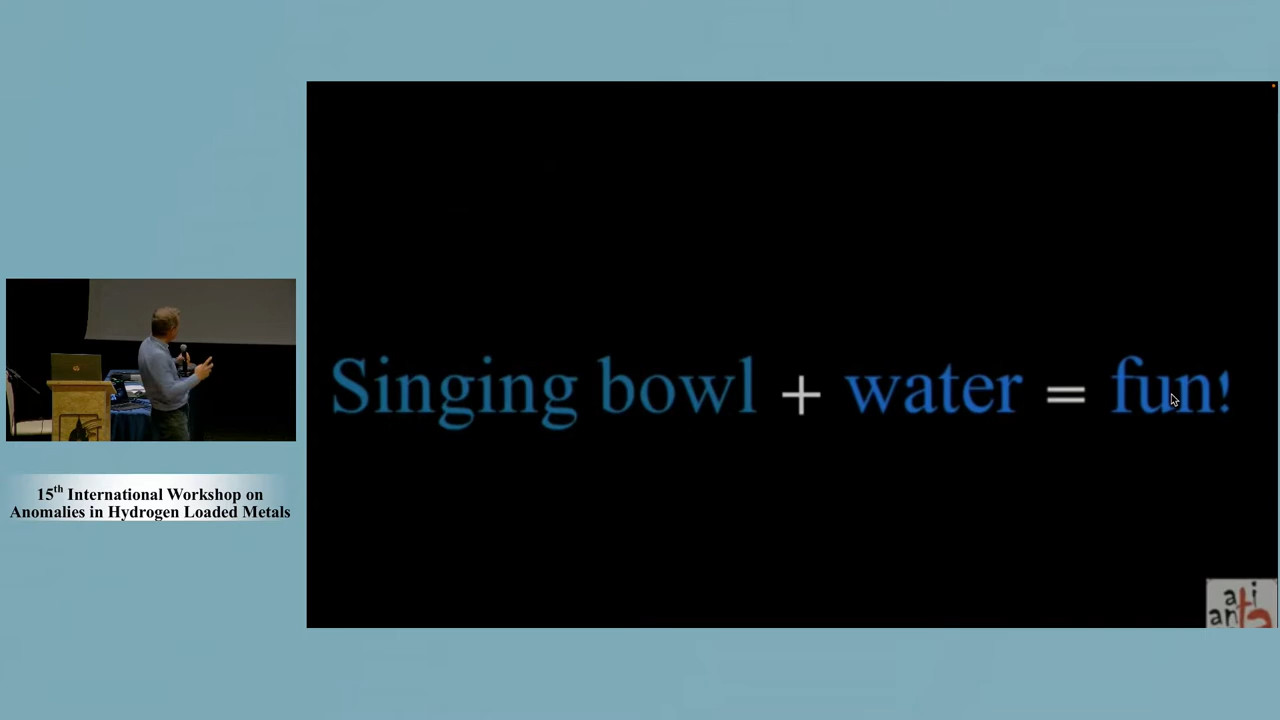 Singing bowl + water = fun!
15th International Workshop on
Anomalies in Hydrogen Loaded Metals